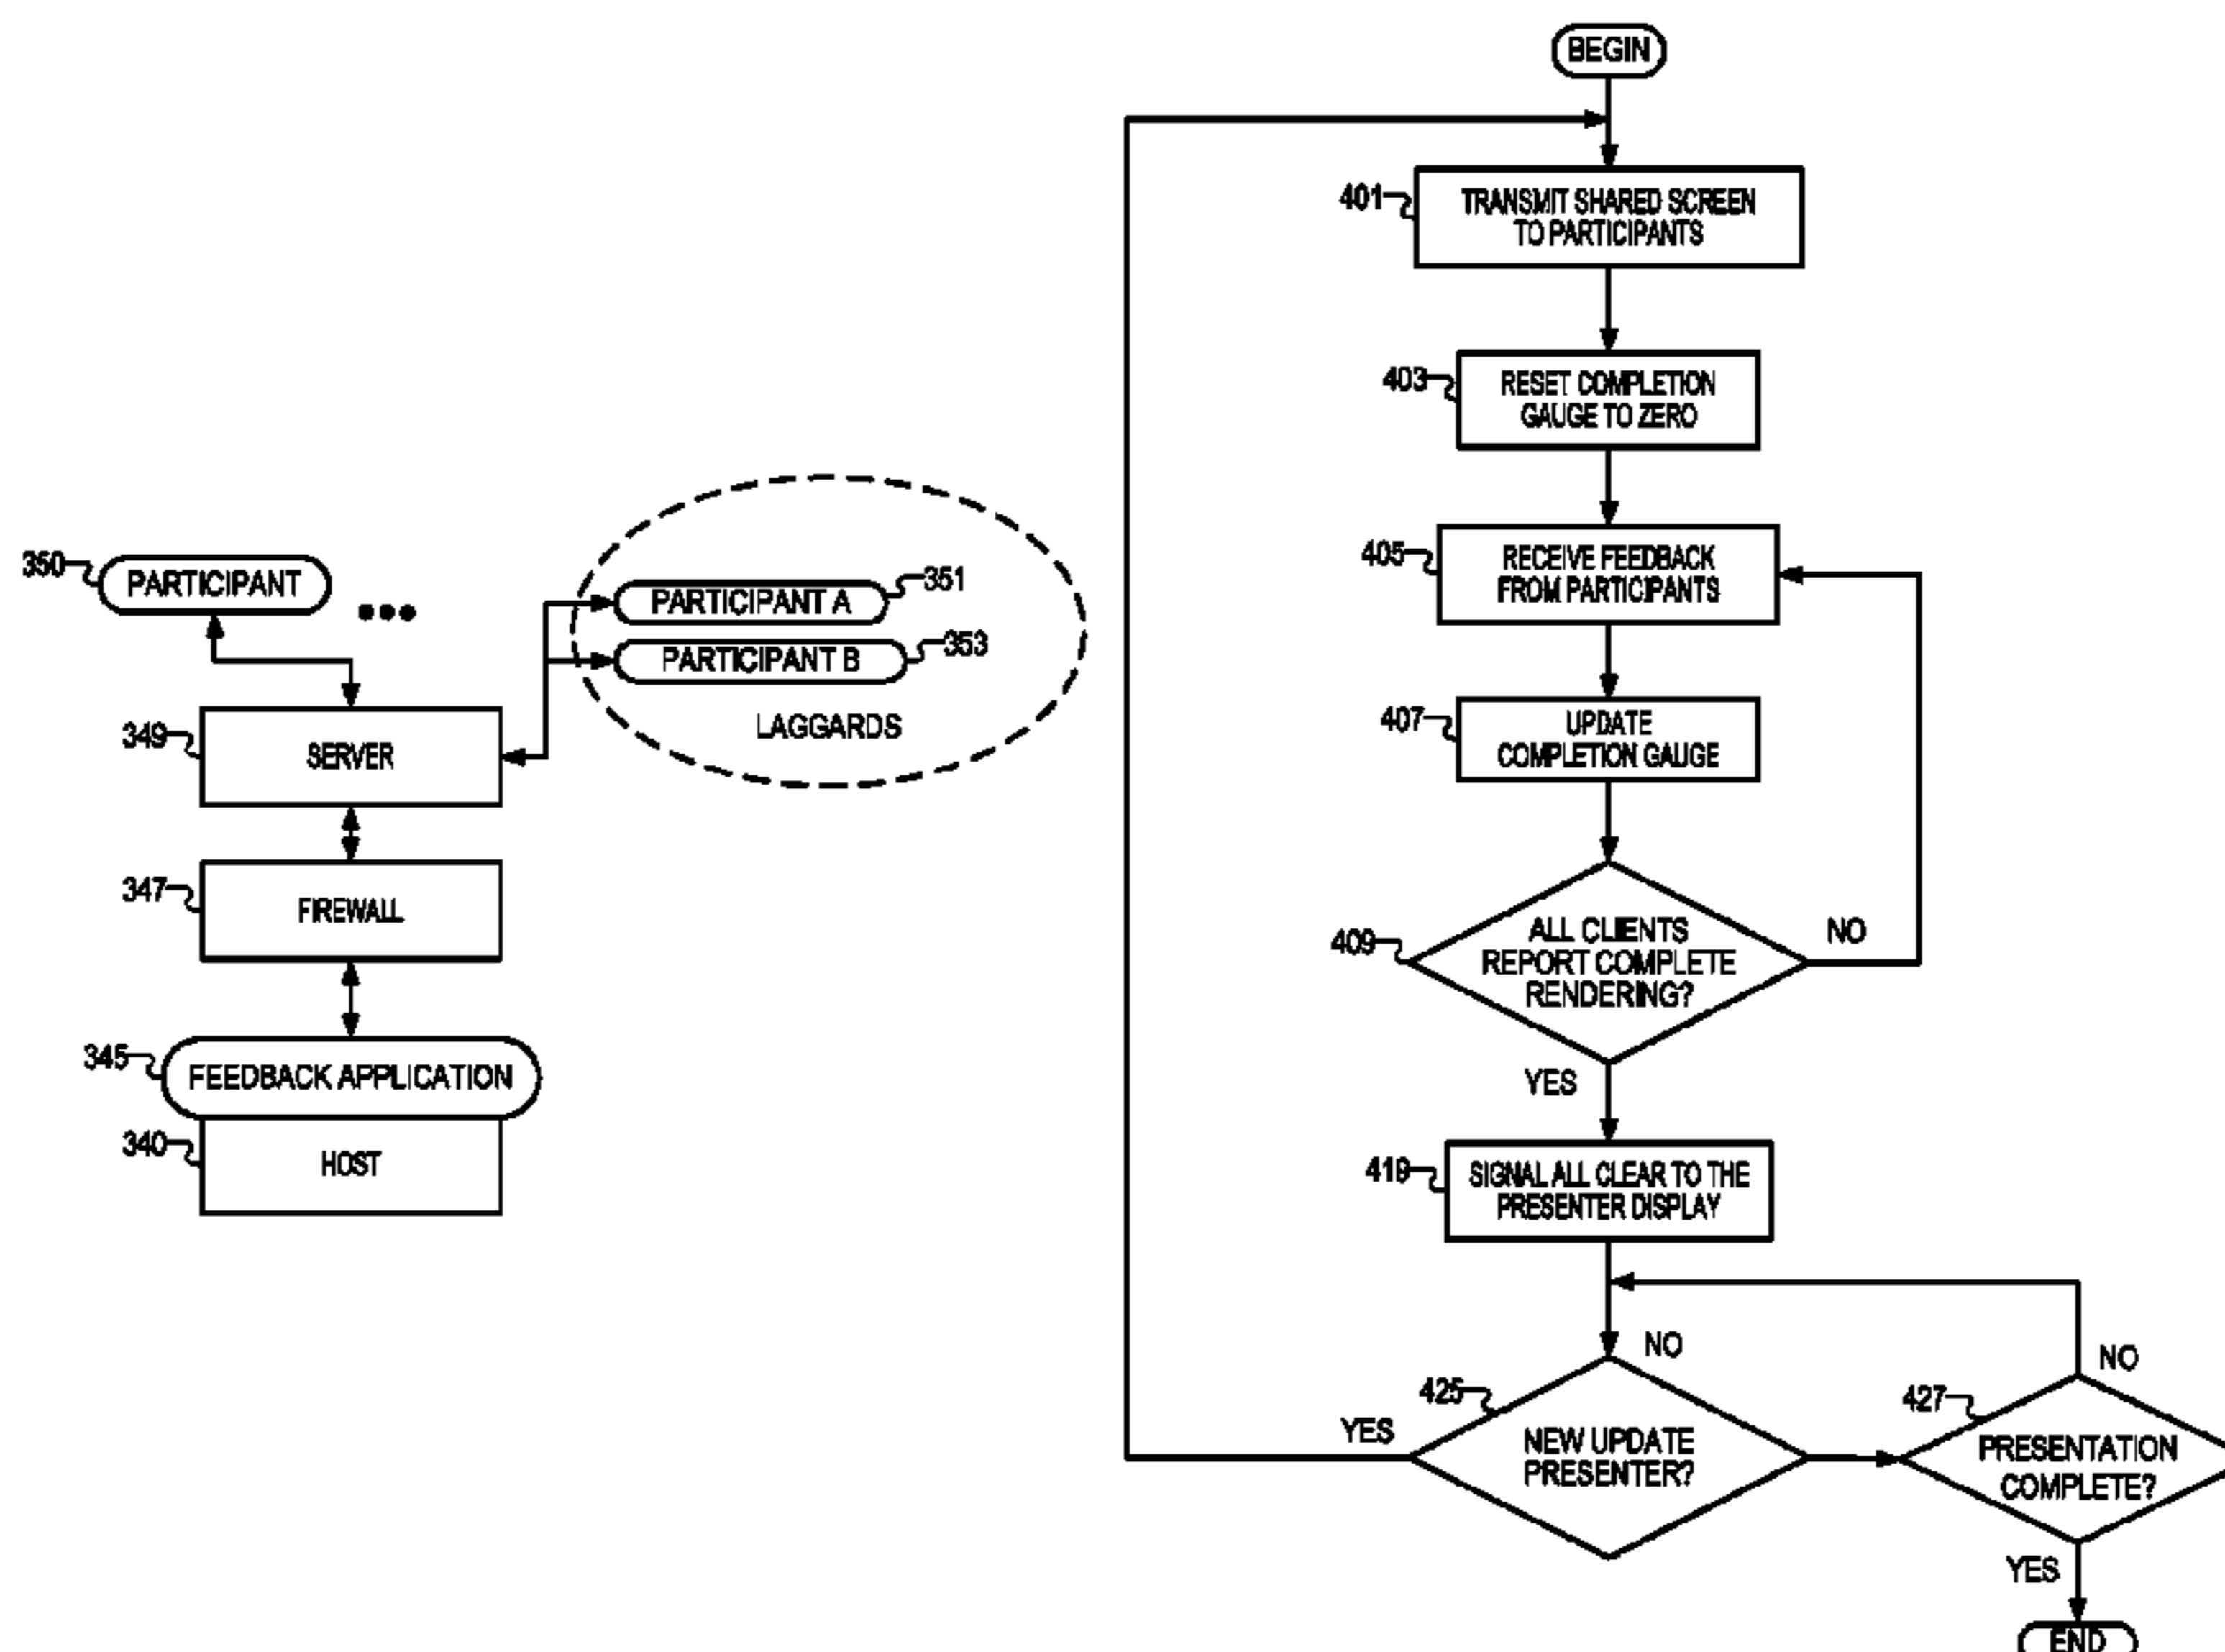 350
PARTICIPANT
PARTICIPANT A
351
PARTICIPANT B
353
LAGGARDS
349
SERVER
347
FIREWALL
345
FEEDBACK APPLICATION
340
HOST
BEGIN
401
TRANSMIT SHARED SCREEN
TO PARTICIPANTS
403
RESET COMPLETION
GAUGE TO ZERO
405
RECEIVE FEEDBACK
FROM PARTICIPANTS
407
UPDATE
COMPLETION GAUGE
409
ALL CLIENTS
REPORT COMPLETE
RENDERING?
NO
YES
419
SIGNAL ALL CLEAR TO THE
PRESENTER DISPLAY
NO
425
YES
NEW UPDATE
PRESENTER?
NO
427
PRESENTATION
COMPLETE?
YES
END